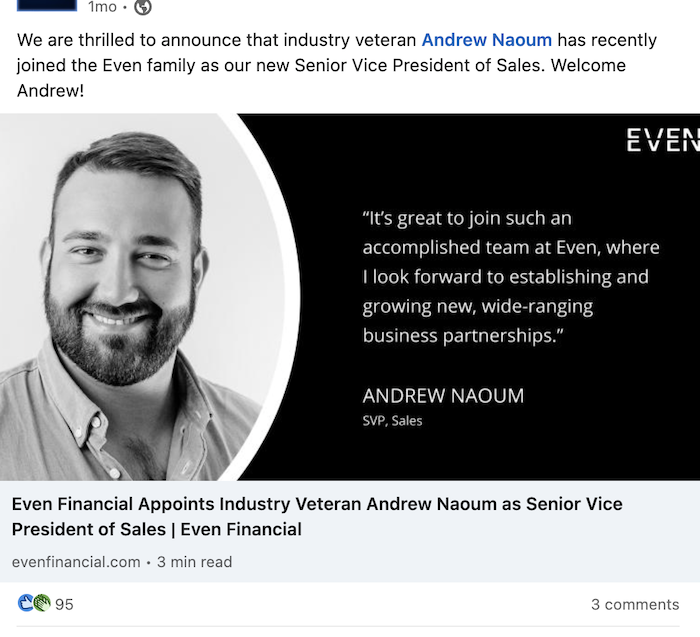 1mo •
We are thrilled to announce that industry veteran Andrew Naoum has recently
joined the Even family as our new Senior Vice President of Sales. Welcome
Andrew!
EVEN
“It’s great to join such an
accomplished team at Even, where
I look forward to establishing and
growing new, wide-ranging
business partnerships.”
ANDREW NAOUM
SVP, Sales
Even Financial Appoints Industry Veteran Andrew Naoum as Senior Vice
President of Sales | Even Financial
evenfinancial.com • 3 min read
95
3 comments